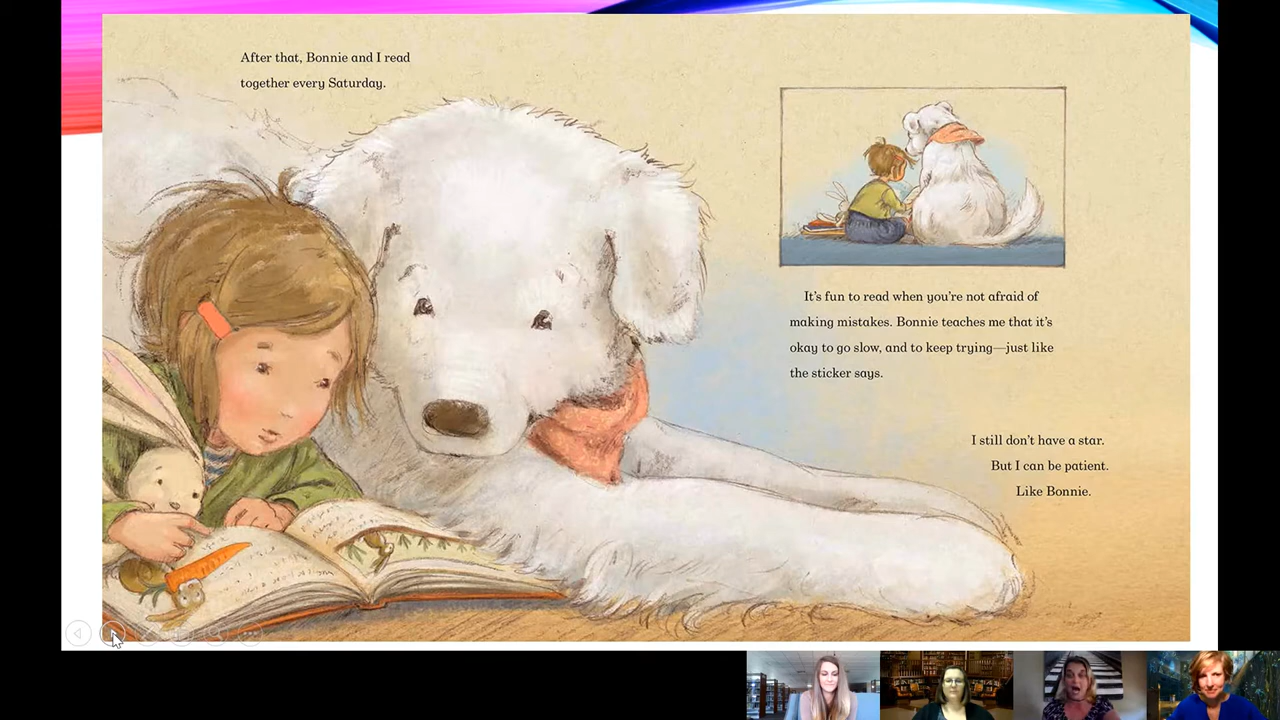 After that, Bonnie and I read
together every Saturday.
It's fun to read when you're not afraid of
making mistakes. Bonnie teaches me that it's
okay to go slow, and to keep trying—just like
the sticker says.
I still don't have a star.
But I can be patient.
Like Bonnie.